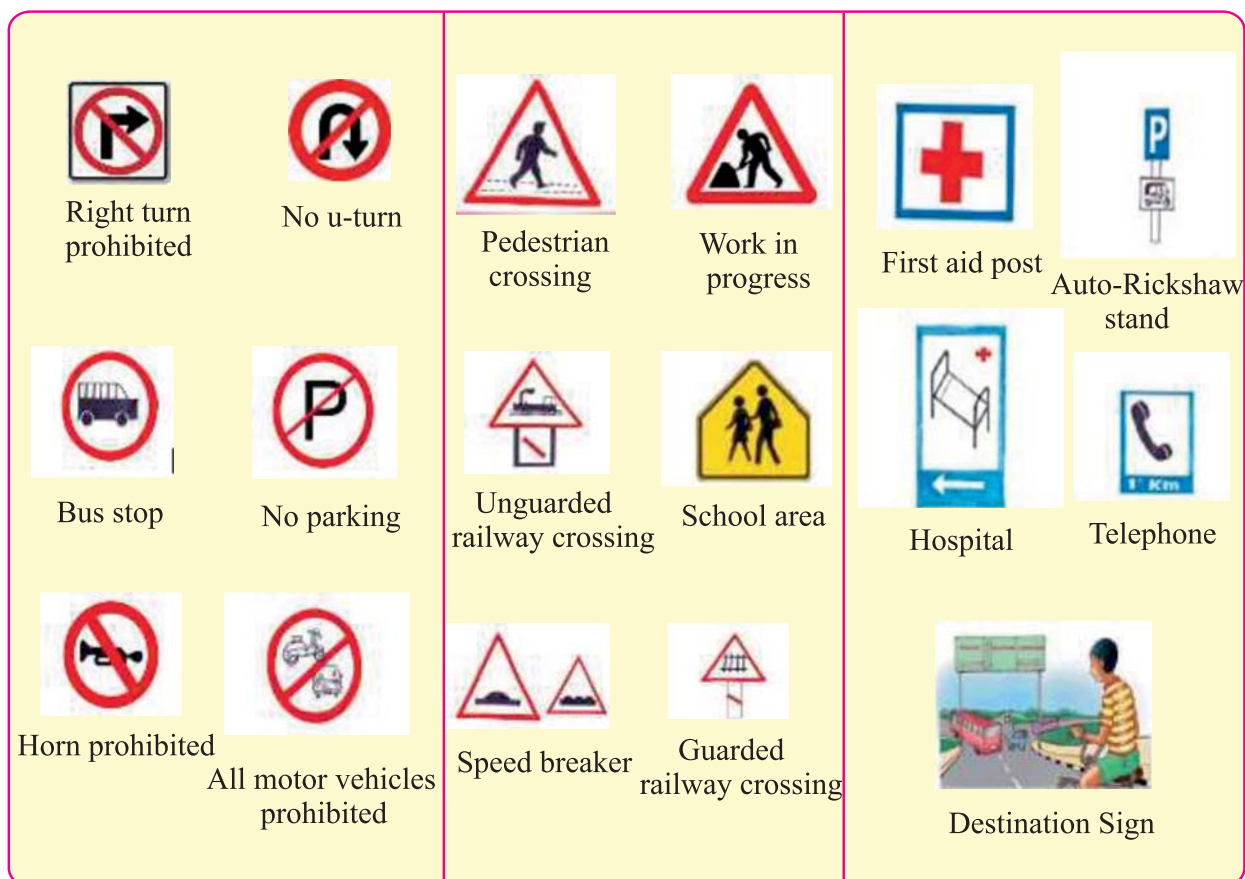 Right turn
prohibited
No u-turn
Bus stop
P
No parking
Horn prohibited
All motor vehicles
prohibited
Pedestrian
crossing
Work in
progress
Unguarded
railway crossing
School area
Speed breaker
Guarded
railway crossing
First aid post
P
Auto-Rickshaw
stand
Hospital
1 Km
Telephone
Destination Sign